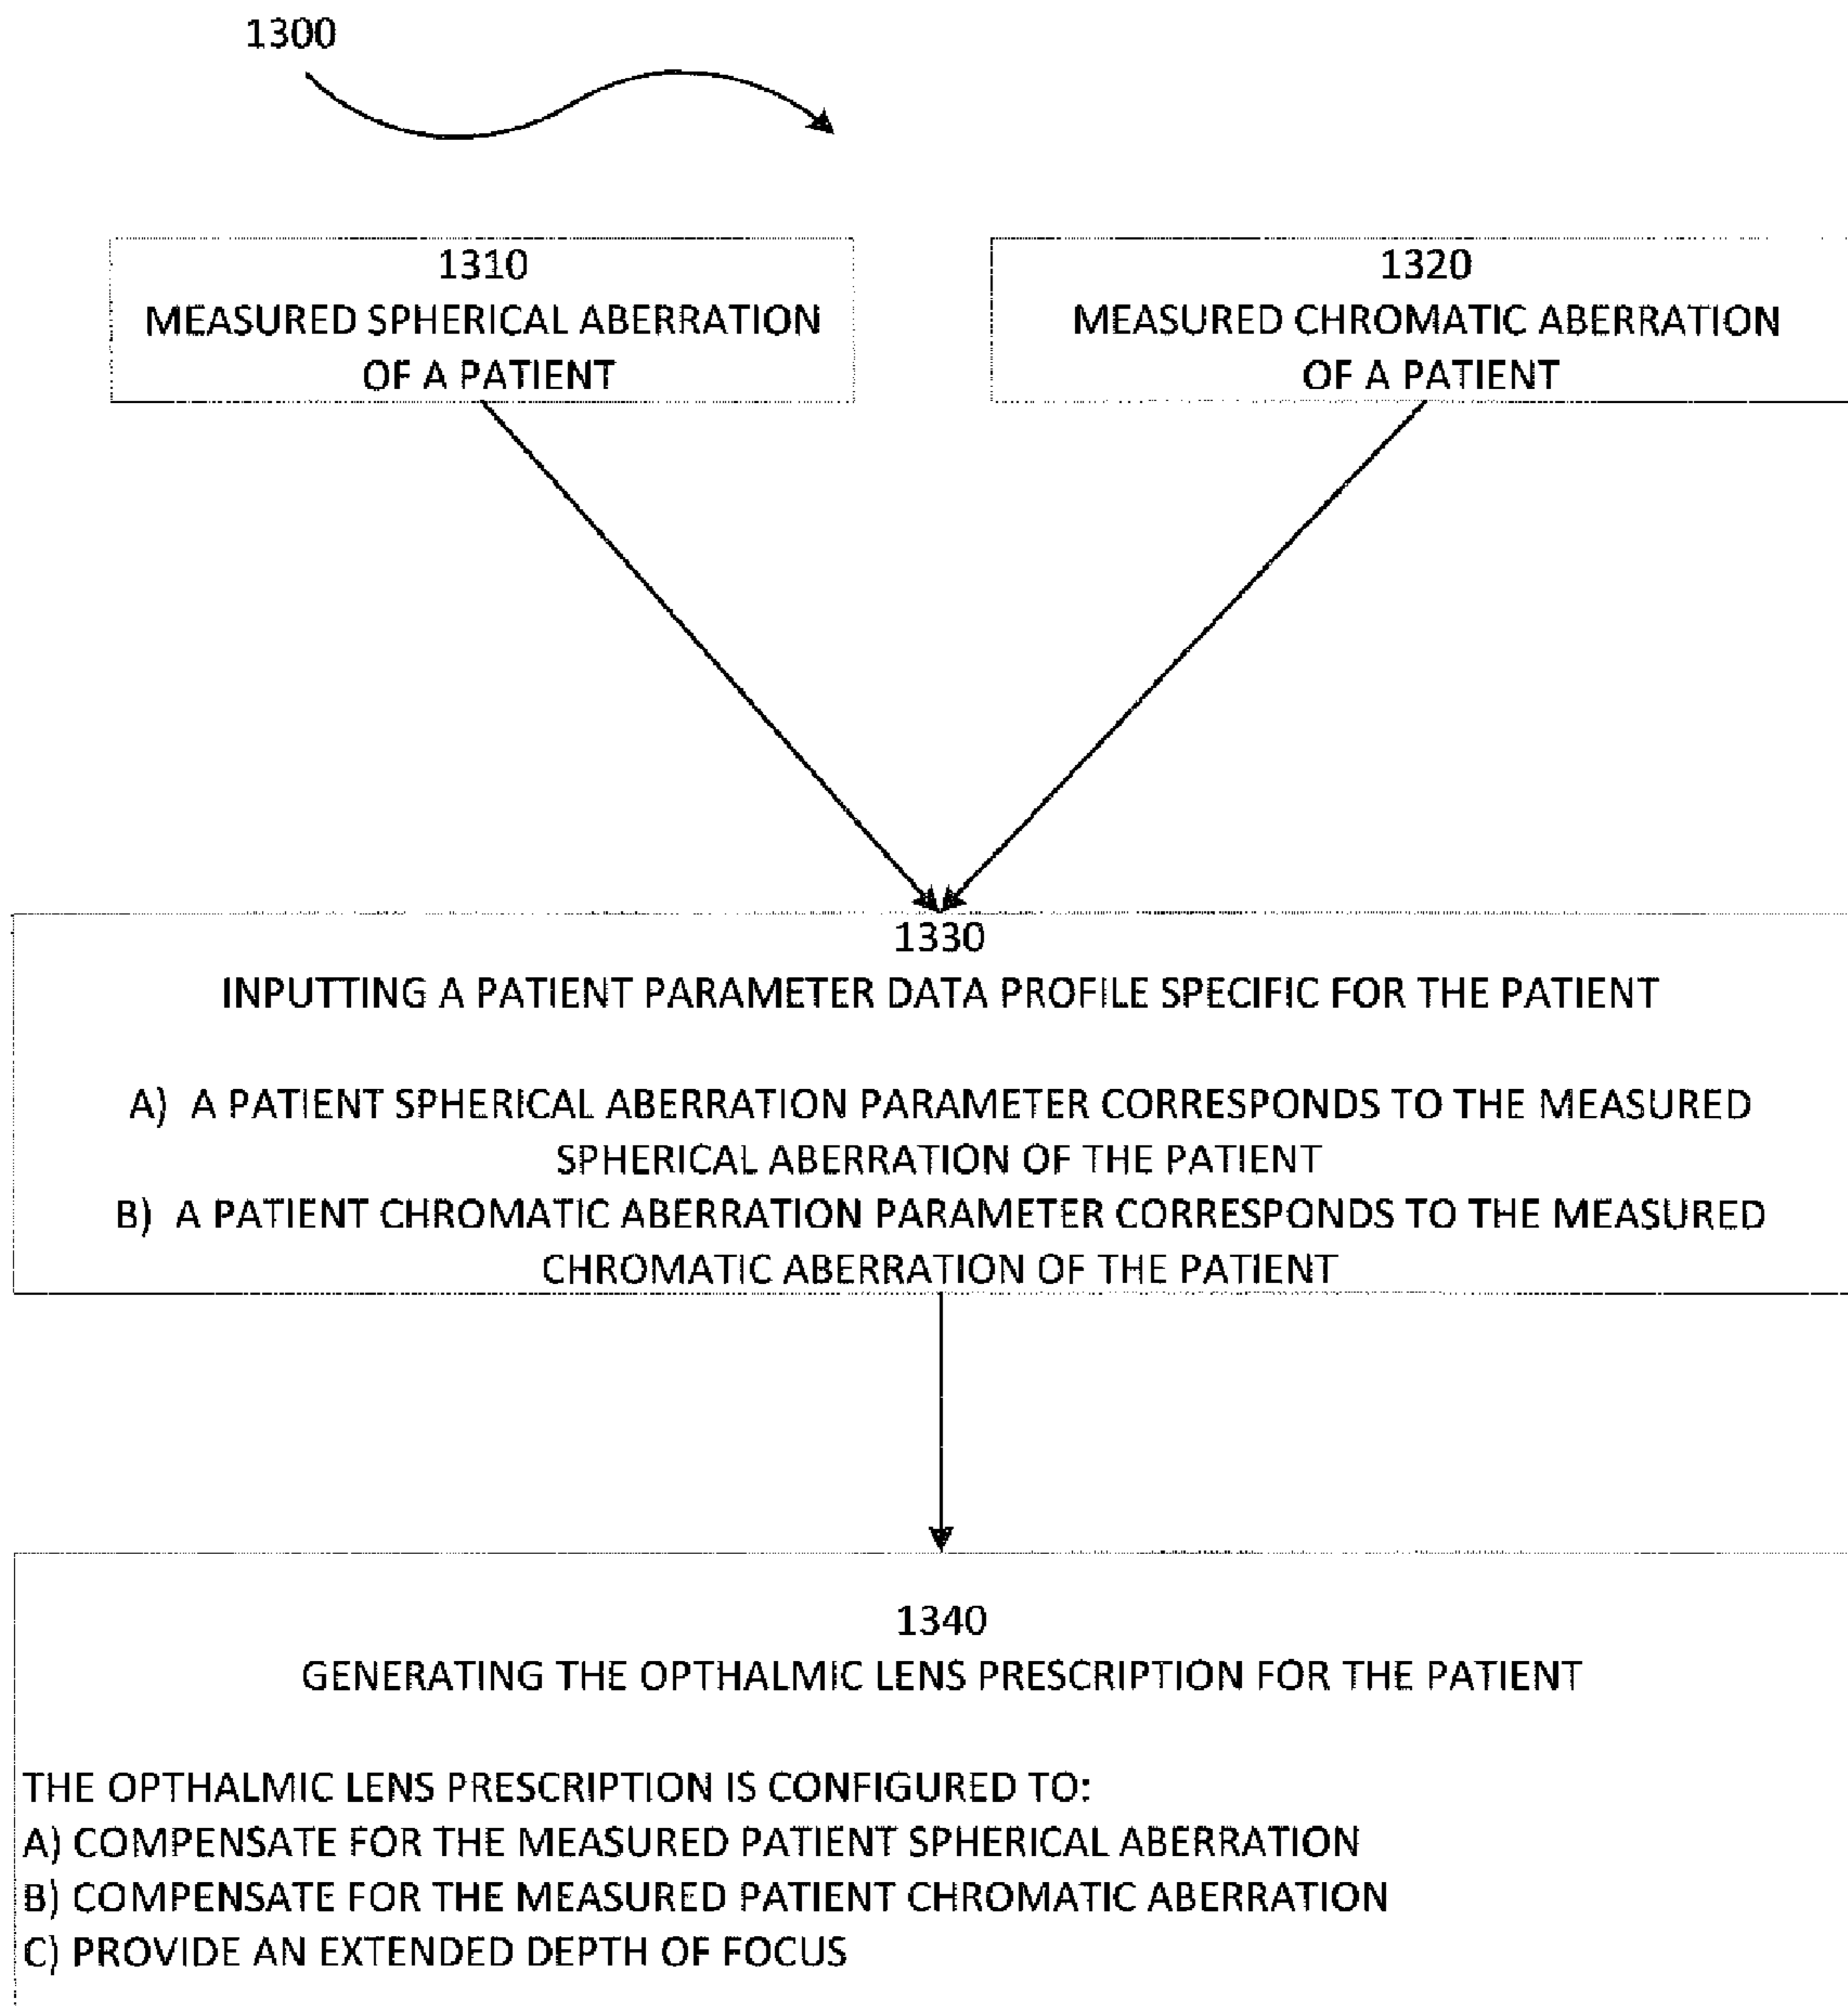 1300
1310
MEASURED SPHERICAL ABERRATION
OF A PATIENT
1320
MEASURED CHROMATIC ABERRATION
OF A PATIENT
1330
INPUTTING A PATIENT PARAMETER DATA PROFILE SPECIFIC FOR THE PATIENT
A) A PATIENT SPHERICAL ABERRATION PARAMETER CORRESPONDS TO THE MEASURED
SPHERICAL ABERRATION OF THE PATIENT
B) A PATIENT CHROMATIC ABERRATION PARAMETER CORRESPONDS TO THE MEASURED
CHROMATIC ABERRATION OF THE PATIENT
1340
GENERATING THE OPTHALMIC LENS PRESCRIPTION FOR THE PATIENT
THE OPTHALMIC LENS PRESCRIPTION IS CONFIGURED TO:
A) COMPENSATE FOR THE MEASURED PATIENT SPHERICAL ABERRATION
B) COMPENSATE FOR THE MEASURED PATIENT CHROMATIC ABERRATION
C) PROVIDE AN EXTENDED DEPTH OF FOCUS